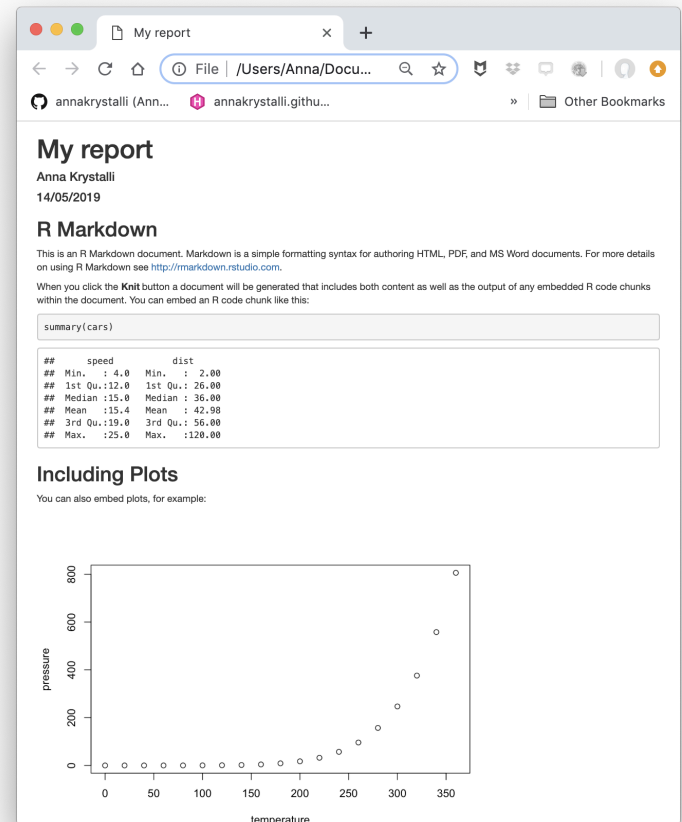 My report
File /Users/Anna/Docu...
annakrystalli (Ann... annakrystalli.githu... » Other Bookmarks
My report
Anna Krystalli
14/05/2019
R Markdown
This is an R Markdown document. Markdown is a simple formatting syntax for authoring HTML, PDF, and MS Word documents. For more details
on using R Markdown see http://rmarkdown.rstudio.com.
When you click the Knit button a document will be generated that includes both content as well as the output of any embedded R code chunks
within the document. You can embed an R code chunk like this:
summary(cars)
##      speed           dist
##  Min.   : 4.0   Min.   :  2.00
##  1st Qu.:12.0   1st Qu.: 26.00
##  Median :15.0   Median : 36.00
##  Mean   :15.4   Mean   : 42.98
##  3rd Qu.:19.0   3rd Qu.: 56.00
##  Max.   :25.0   Max.   :120.00
Including Plots
You can also embed plots, for example:
800
600
400
200
0
pressure
0 50 100 150 200 250 300 350
temperature